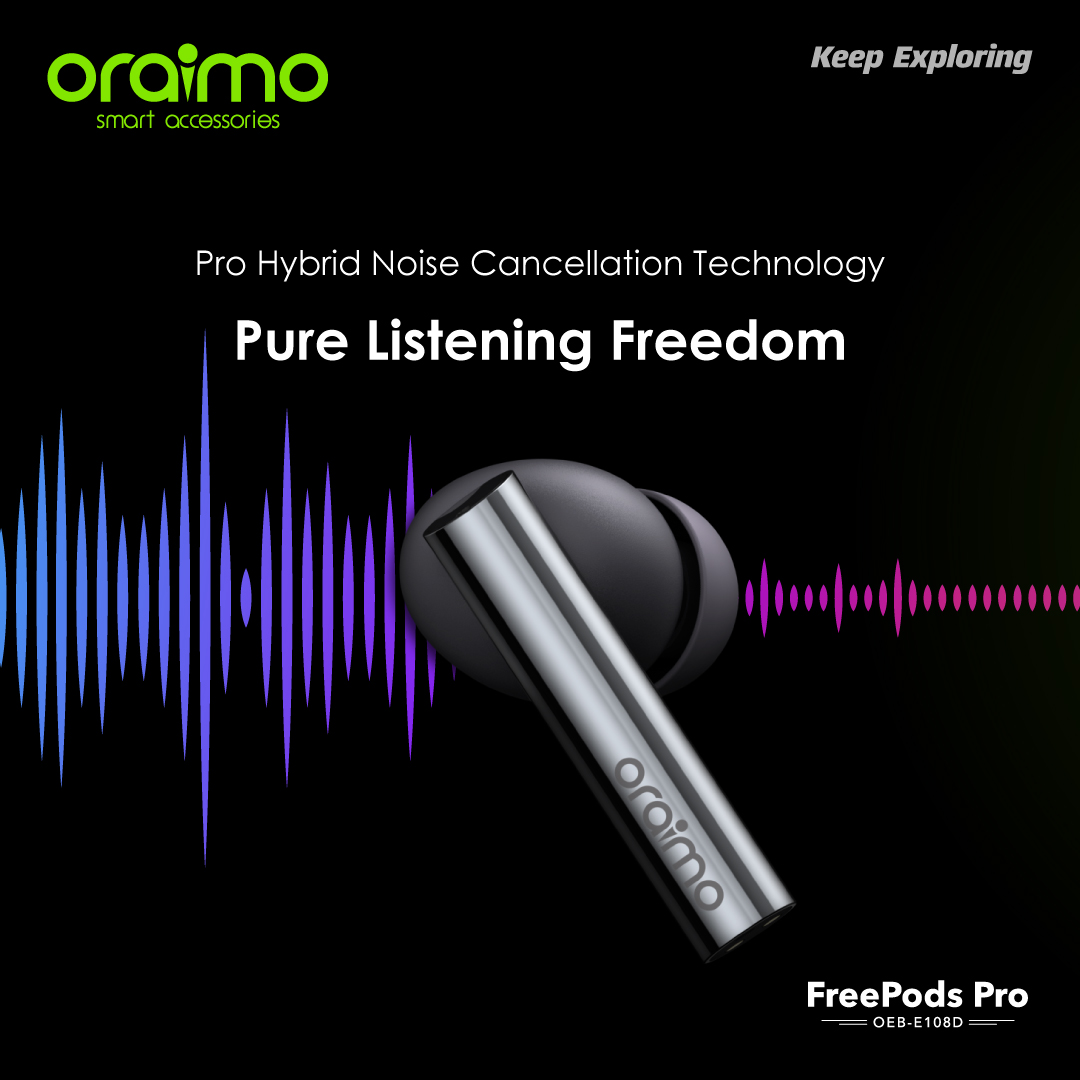 oraimo
smart accessories
Keep Exploring
Pro Hybrid Noise Cancellation Technology
Pure Listening Freedom
oraimo
FreePods Pro
OEB-E108D